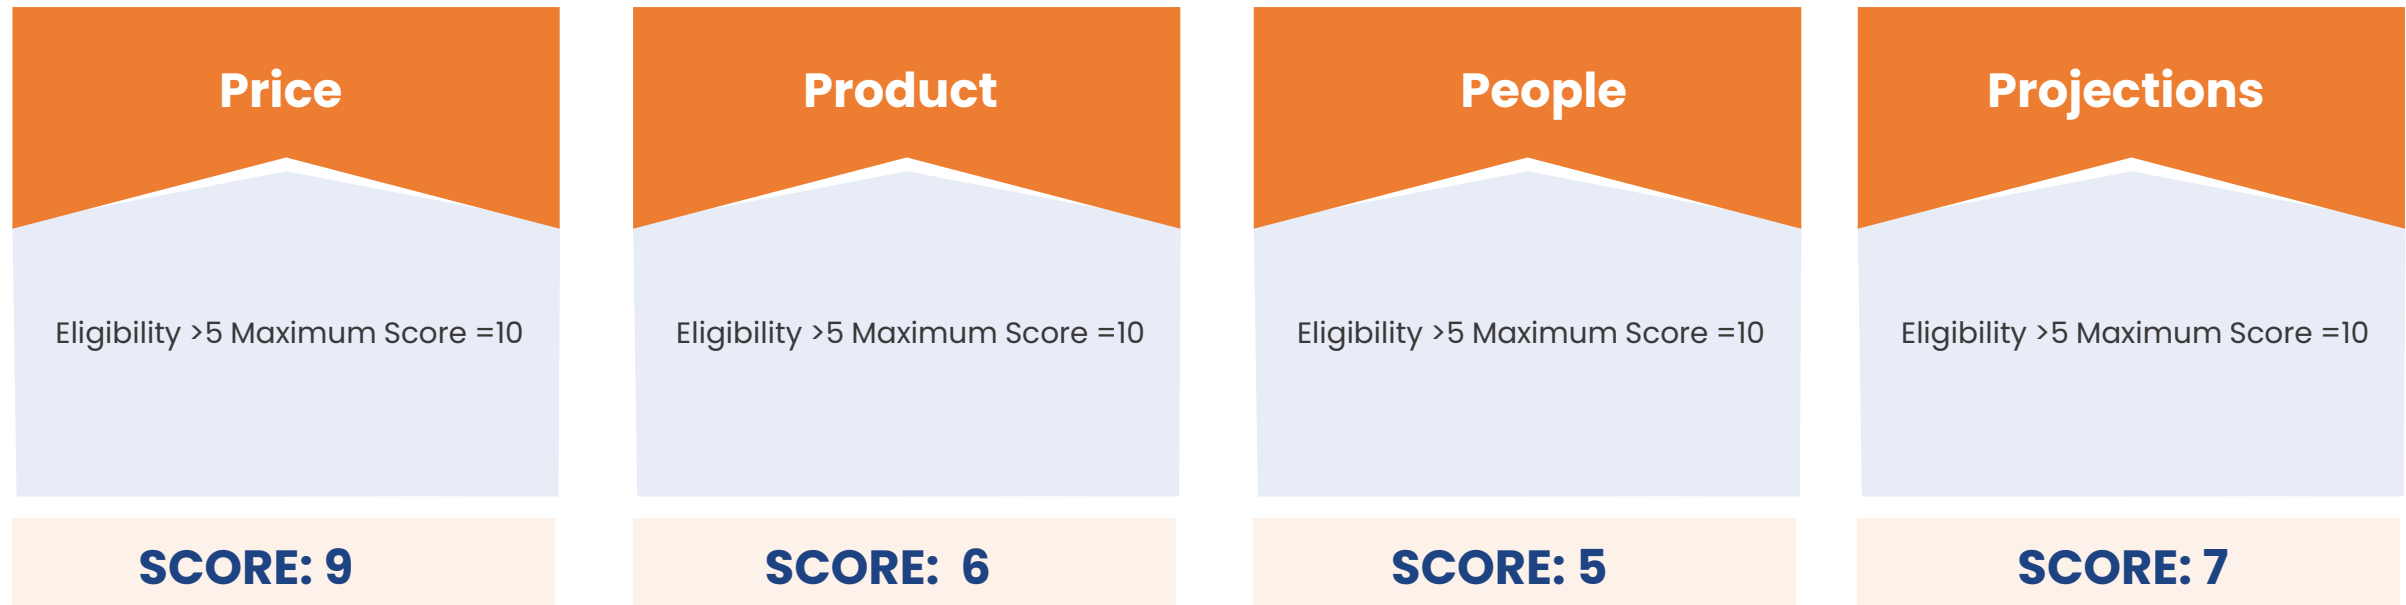 Price
Eligibility >5 Maximum Score =10
SCORE: 9
Product
Eligibility >5 Maximum Score =10
SCORE: 6
People
Eligibility >5 Maximum Score =10
SCORE: 5
Projections
Eligibility >5 Maximum Score =10
SCORE: 7